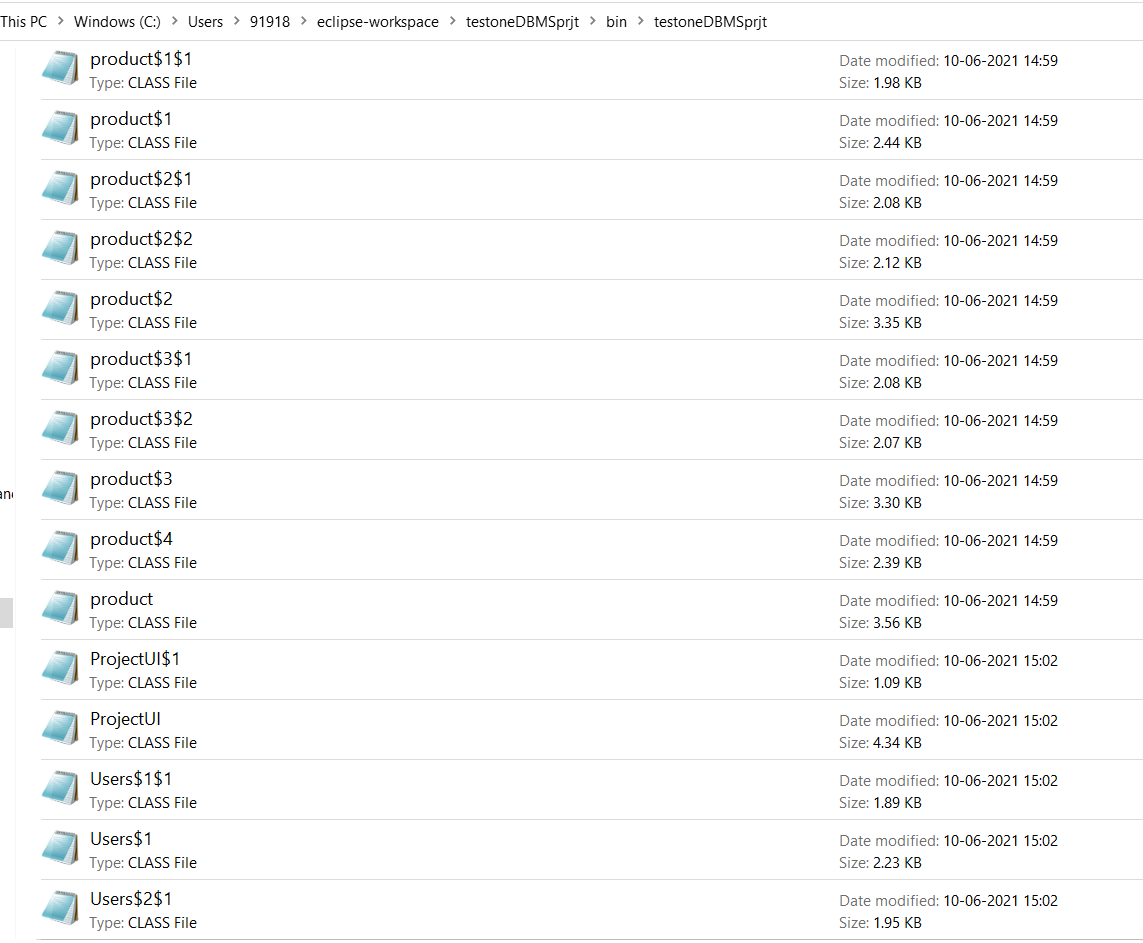 This PC > Windows (C:) > Users > 91918 > eclipse-workspace > testoneDBMSprjt > bin > testoneDBMSprjt
product$1$1 Date modified: 10-06-2021 14:59
Type: CLASS File Size: 1.98 KB
product$1 Date modified: 10-06-2021 14:59
Type: CLASS File Size: 2.44 KB
product$2$1 Date modified: 10-06-2021 14:59
Type: CLASS File Size: 2.08 KB
product$2$2 Date modified: 10-06-2021 14:59
Type: CLASS File Size: 2.12 KB
product$2 Date modified: 10-06-2021 14:59
Type: CLASS File Size: 3.35 KB
product$3$1 Date modified: 10-06-2021 14:59
Type: CLASS File Size: 2.08 KB
product$3$2 Date modified: 10-06-2021 14:59
Type: CLASS File Size: 2.07 KB
product$3 Date modified: 10-06-2021 14:59
Type: CLASS File Size: 3.30 KB
product$4 Date modified: 10-06-2021 14:59
Type: CLASS File Size: 2.39 KB
product Date modified: 10-06-2021 14:59
Type: CLASS File Size: 3.56 KB
ProjectUI$1 Date modified: 10-06-2021 15:02
Type: CLASS File Size: 1.09 KB
ProjectUI Date modified: 10-06-2021 15:02
Type: CLASS File Size: 4.34 KB
Users$1$1 Date modified: 10-06-2021 15:02
Type: CLASS File Size: 1.89 KB
Users$1 Date modified: 10-06-2021 15:02
Type: CLASS File Size: 2.23 KB
Users$2$1 Date modified: 10-06-2021 15:02
Type: CLASS File Size: 1.95 KB